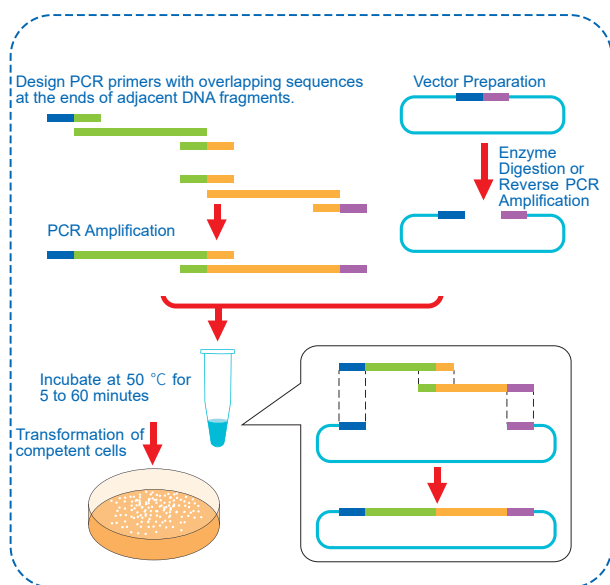 Design PCR primers with overlapping sequences
at the ends of adjacent DNA fragments.
Vector Preparation
Enzyme
Digestion or
Reverse PCR
Amplification
PCR Amplification
Incubate at 50 ℃ for
5 to 60 minutes
Transformation of
competent cells